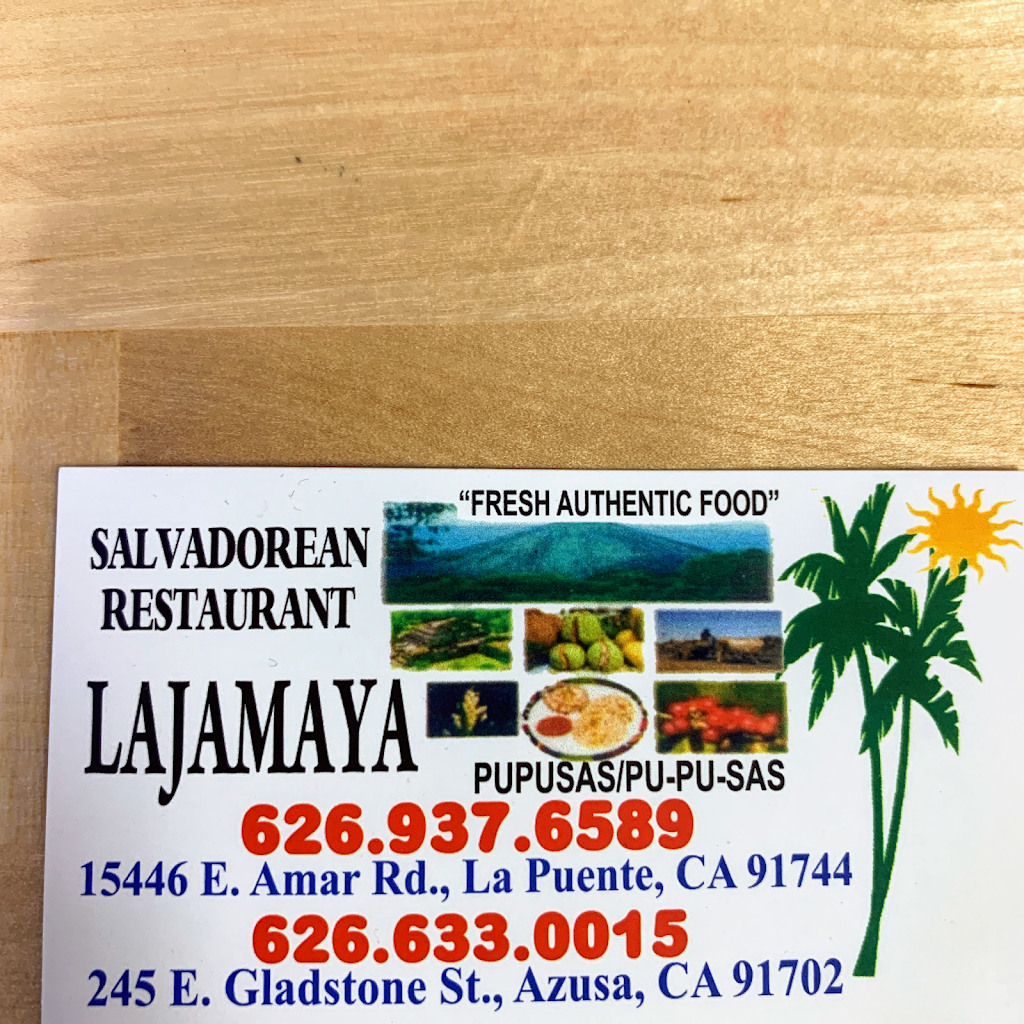 “FRESH AUTHENTIC FOOD”
SALVADOREAN
RESTAURANT
LAJAMAYA
PUPUSAS/PU-PU-SAS
626.937.6589
15446 E. Amar Rd., La Puente, CA 91744
626.633.0015
245 E. Gladstone St., Azusa, CA 91702